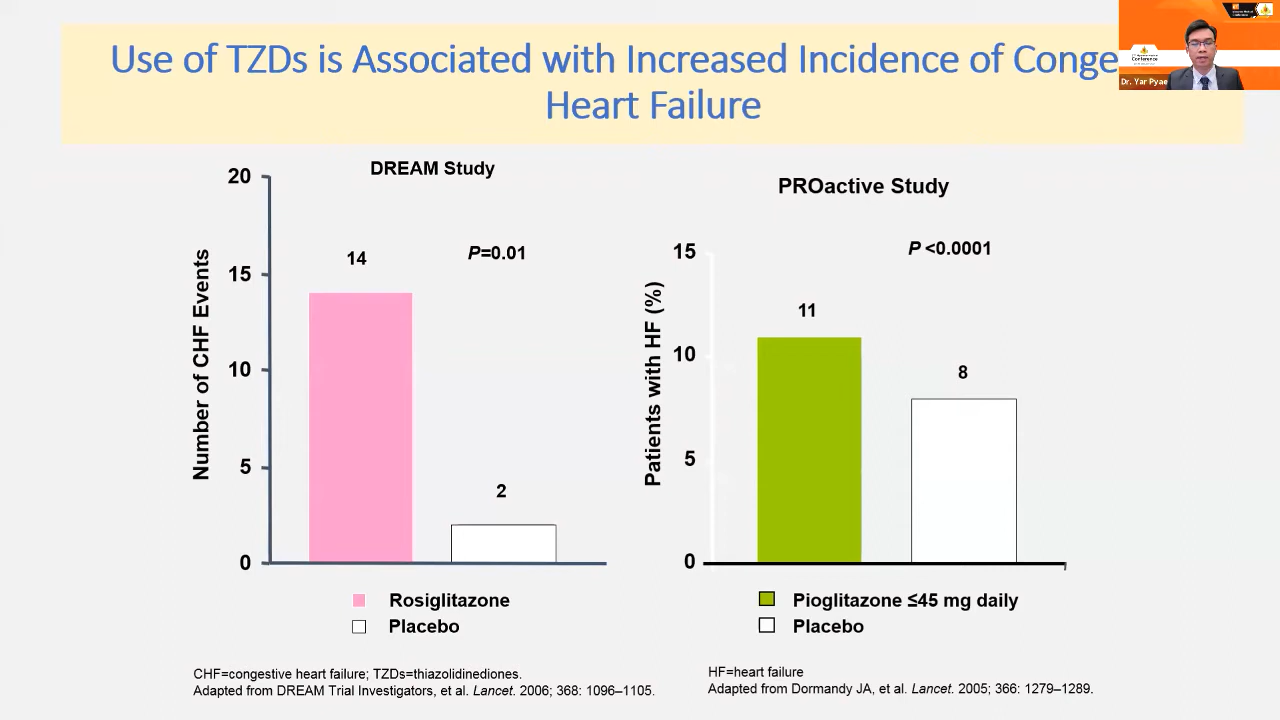 Use of TZDs is Associated with Increased Incidence of Conge
Heart Failure
Conference
Dr. Yar Pyae
DREAM Study
20
15
10
5
0
Number of CHF Events
14
P=0.01
2
Rosiglitazone
Placebo
CHF=congestive heart failure; TZDs=thiazolidinediones.
Adapted from DREAM Trial Investigators, et al. Lancet. 2006; 368: 1096–1105.
PROactive Study
15
10
5
0
Patients with HF (%)
P <0.0001
11
8
Pioglitazone ≤45 mg daily
Placebo
HF=heart failure
Adapted from Dormandy JA, et al. Lancet. 2005; 366: 1279–1289.